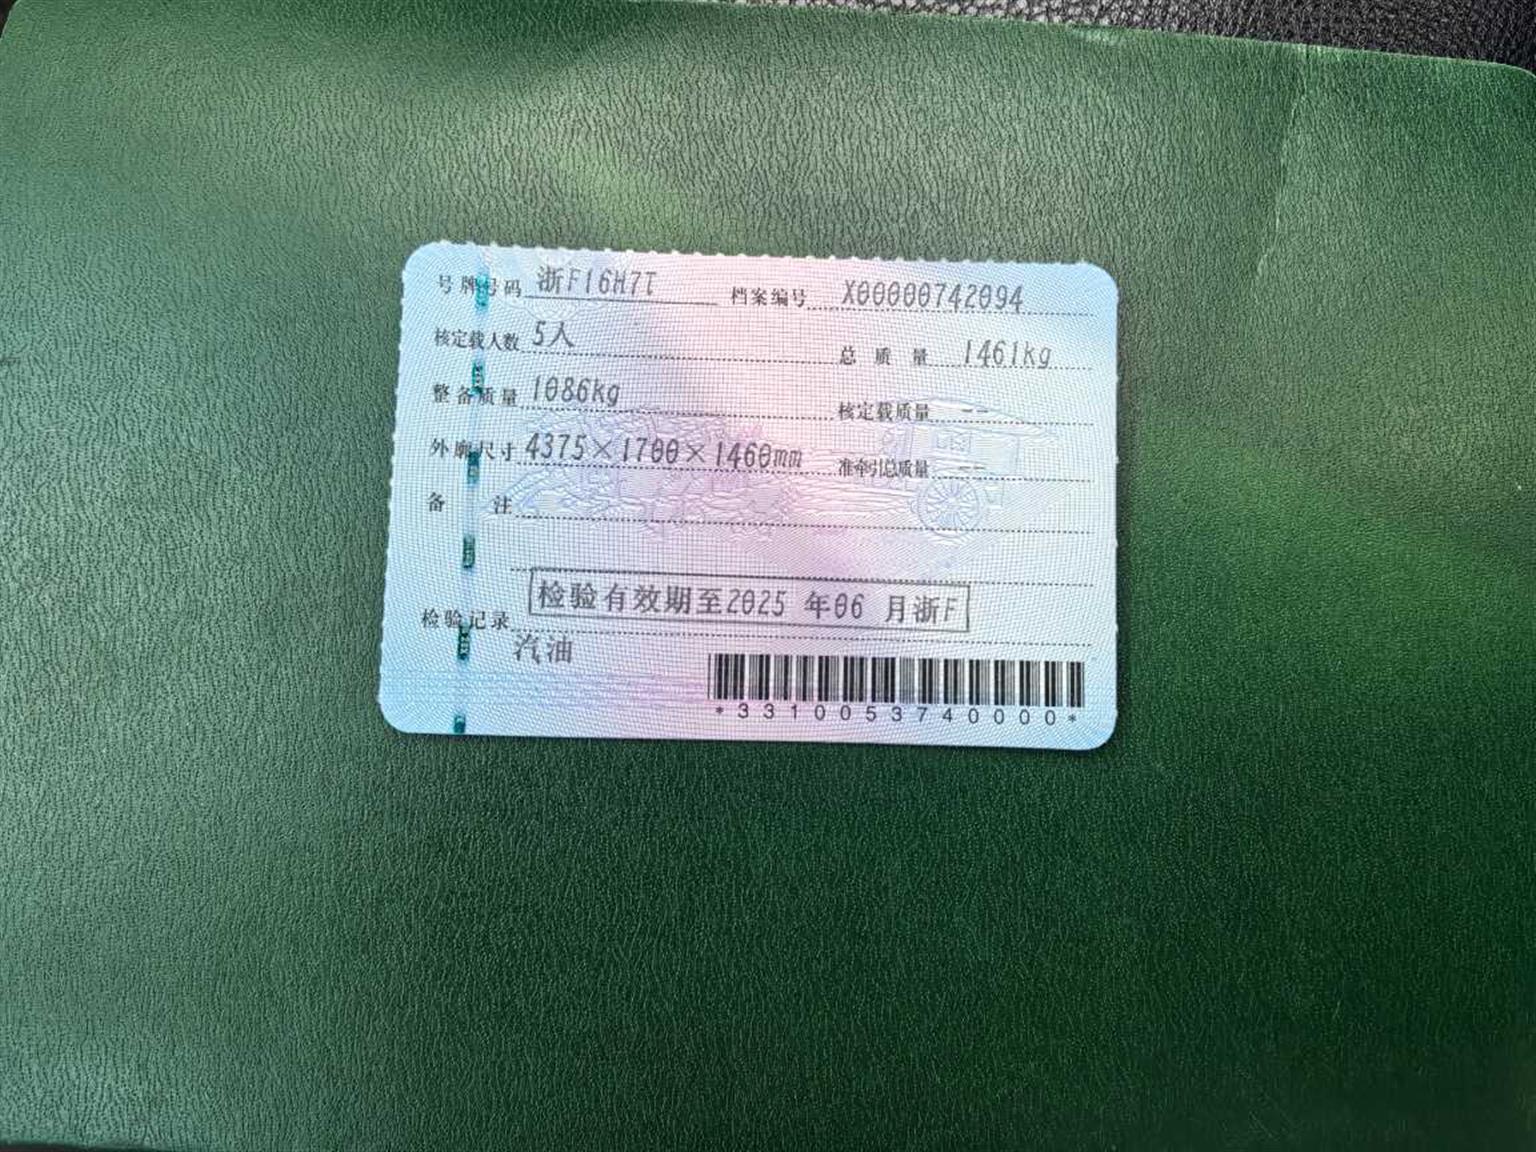 号牌号码 浙F16H7T 档案编号 X00000742094
核定载人数 5人 总质量 1461kg
整备质量 1086kg 核定载质量 --
外廓尺寸 4375×1700×1460mm 准牵引总质量 --
备注
检验记录 检验有效期至2025 年06 月浙F
汽油
*3310053740000*